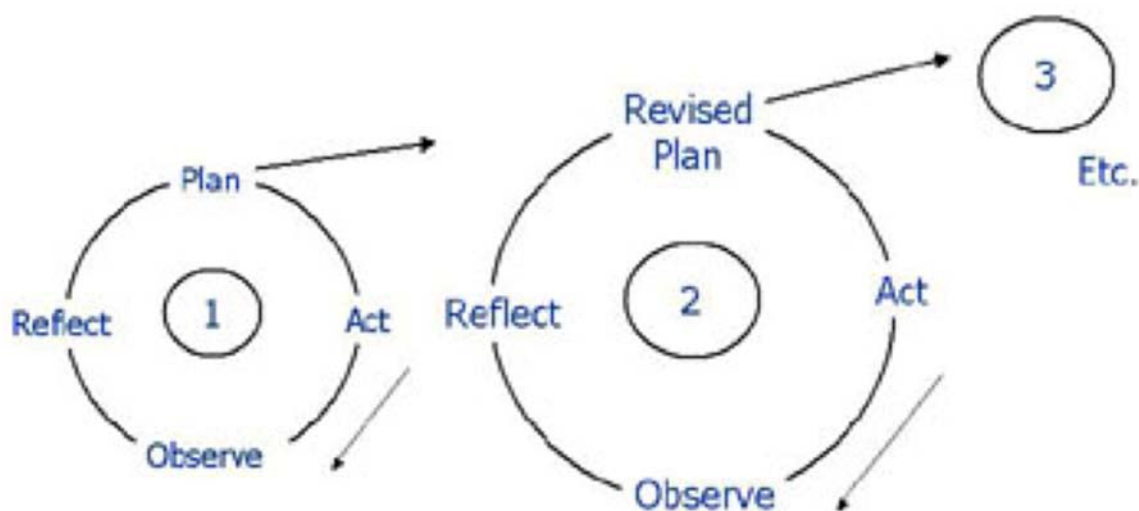 Plan
Act
Observe
Reflect
1
Revised
Plan
Act
Observe
Reflect
2
3
Etc.